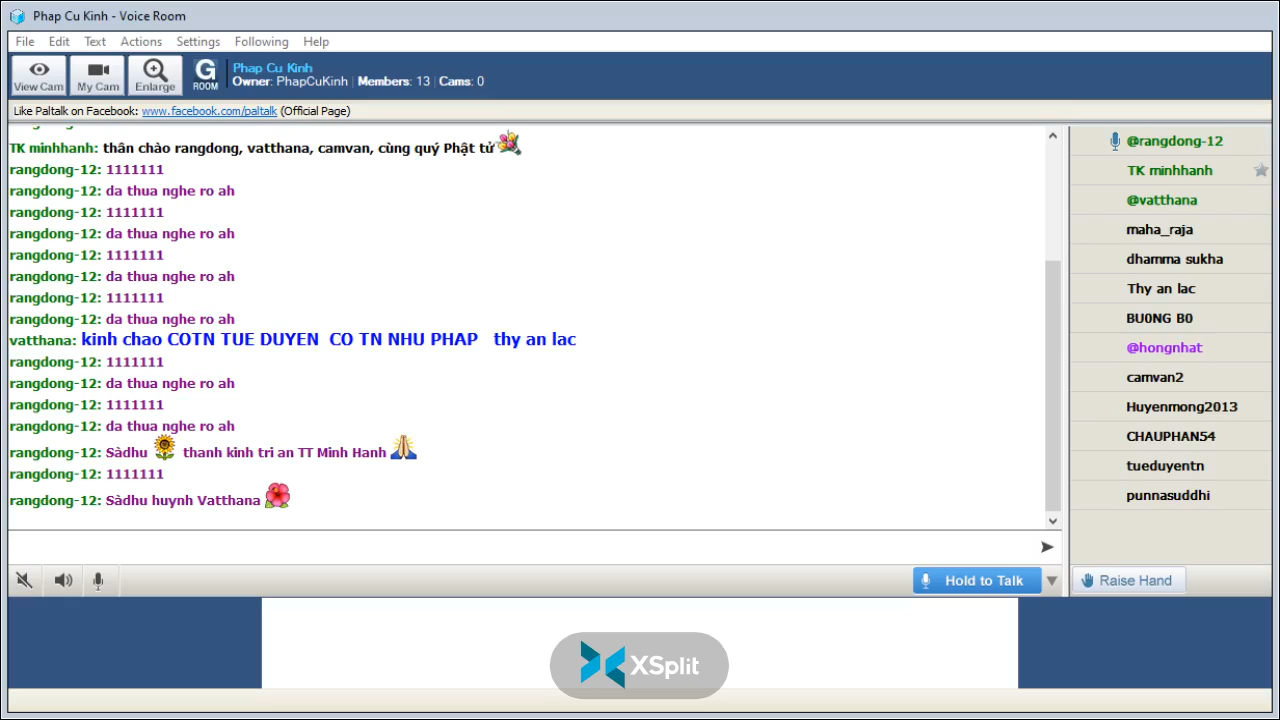 Phap Cu Kinh - Voice Room
File Edit Text Actions Settings Following Help
View Cam My Cam Enlarge G ROOM
Phap Cu Kinh
Owner: PhapCuKinh | Members: 13 | Cams: 0
Like Paltalk on Facebook: www.facebook.com/paltalk (Official Page)
TK minhhanh: thân chào rangdong, vatthana, camvan, cùng quý Phật tử
rangdong-12: 1111111
rangdong-12: da thua nghe ro ah
rangdong-12: 1111111
rangdong-12: da thua nghe ro ah
rangdong-12: 1111111
rangdong-12: da thua nghe ro ah
rangdong-12: 1111111
rangdong-12: da thua nghe ro ah
vatthana: kinh chao COTN TUE DUYEN CO TN NHU PHAP thy an lac
rangdong-12: 1111111
rangdong-12: da thua nghe ro ah
rangdong-12: 1111111
rangdong-12: da thua nghe ro ah
rangdong-12: Sàdhu thanh kinh tri an TT Minh Hanh
rangdong-12: 1111111
rangdong-12: Sàdhu huynh Vatthana
@rangdong-12
TK minhhanh
@vatthana
maha_raja
dhamma sukha
Thy an lac
BU0NG B0
@hongnhat
camvan2
Huyenmong2013
CHAUPHAN54
tueduyentn
punnasuddhi
Hold to Talk
Raise Hand
XSplit